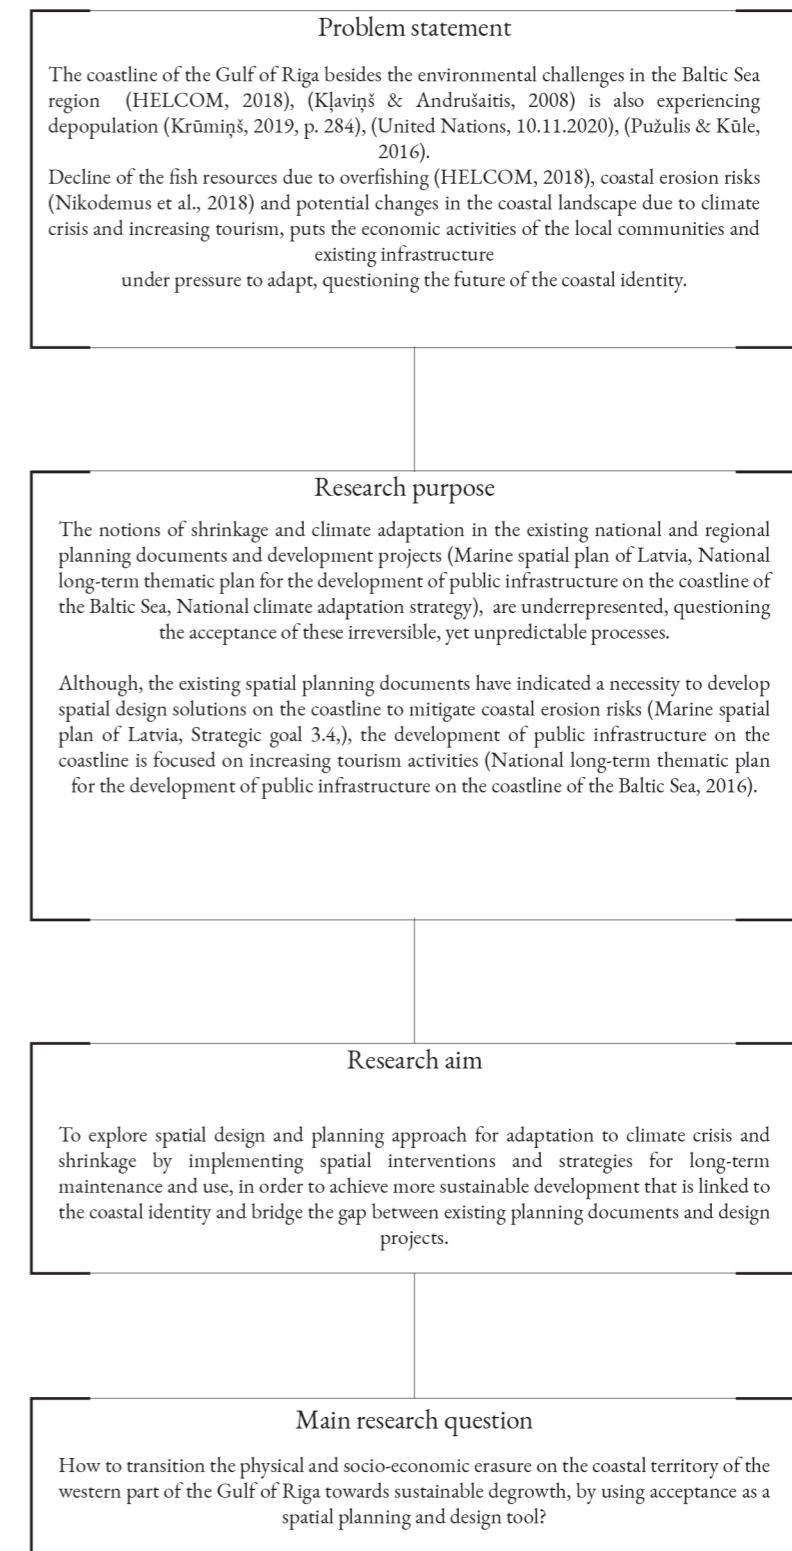 Problem statement
The coastline of the Gulf of Riga besides the environmental challenges in the Baltic Sea
region (HELCOM, 2018), (Kļaviņš & Andrušaitis, 2008) is also experiencing
depopulation (Krūmiņš, 2019, p. 284), (United Nations, 10.11.2020), (Pužulis & Kūle,
2016).
Decline of the fish resources due to overfishing (HELCOM, 2018), coastal erosion risks
(Nikodemus et al., 2018) and potential changes in the coastal landscape due to climate
crisis and increasing tourism, puts the economic activities of the local communities and
existing infrastructure
under pressure to adapt, questioning the future of the coastal identity.
Research purpose
The notions of shrinkage and climate adaptation in the existing national and regional
planning documents and development projects (Marine spatial plan of Latvia, National
long-term thematic plan for the development of public infrastructure on the coastline of
the Baltic Sea, National climate adaptation strategy), are underrepresented, questioning
the acceptance of these irreversible, yet unpredictable processes.
Although, the existing spatial planning documents have indicated a necessity to develop
spatial design solutions on the coastline to mitigate coastal erosion risks (Marine spatial
plan of Latvia, Strategic goal 3.4,), the development of public infrastructure on the
coastline is focused on increasing tourism activities (National long-term thematic plan
for the development of public infrastructure on the coastline of the Baltic Sea, 2016).
Research aim
To explore spatial design and planning approach for adaptation to climate crisis and
shrinkage by implementing spatial interventions and strategies for long-term
maintenance and use, in order to achieve more sustainable development that is linked to
the coastal identity and bridge the gap between existing planning documents and design
projects.
Main research question
How to transition the physical and socio-economic erasure on the coastal territory of the
western part of the Gulf of Riga towards sustainable degrowth, by using acceptance as a
spatial planning and design tool?